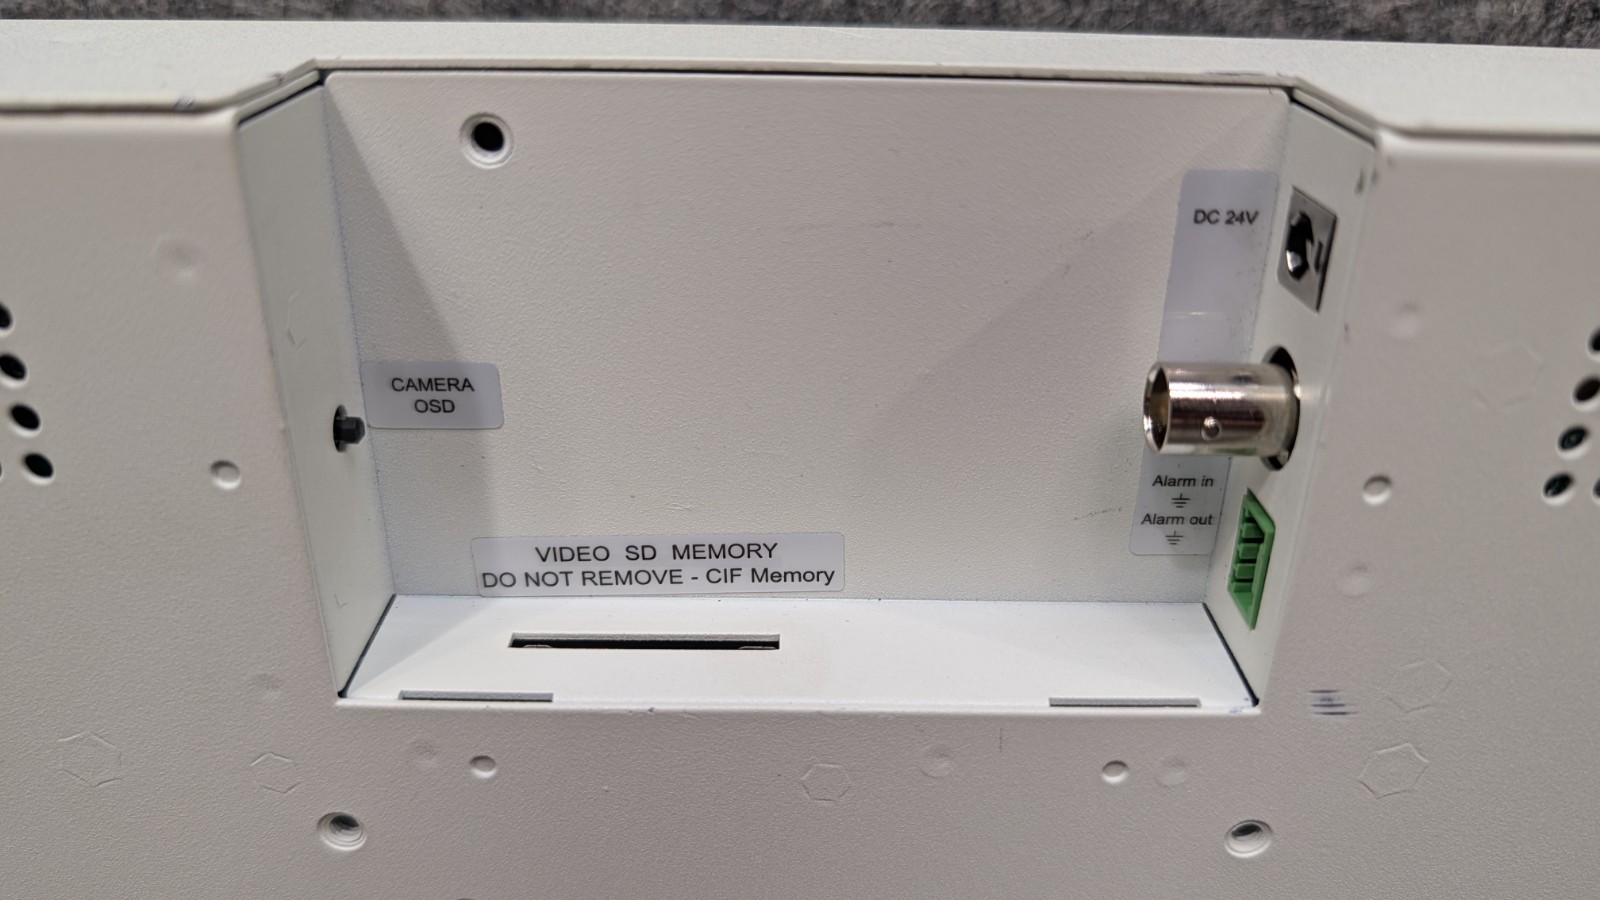 DC 24V
CAMERA
OSD
Alarm in
Alarm out
VIDEO SD MEMORY
DO NOT REMOVE - CIF Memory